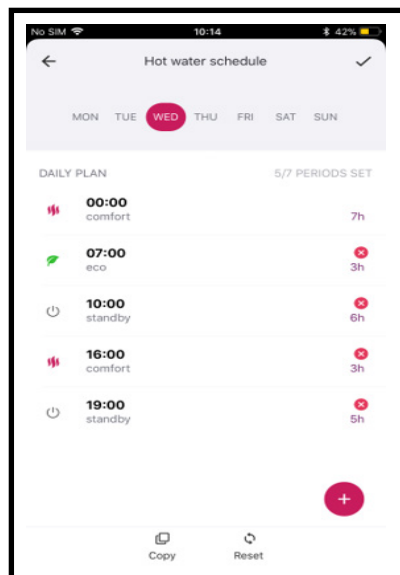 No SIM 10:14 42%
Hot water schedule
MON TUE WED THU FRI SAT SUN
DAILY PLAN 5/7 PERIODS SET
00:00
comfort 7h
07:00
eco 3h
10:00
standby 6h
16:00
comfort 3h
19:00
standby 5h
Copy Reset